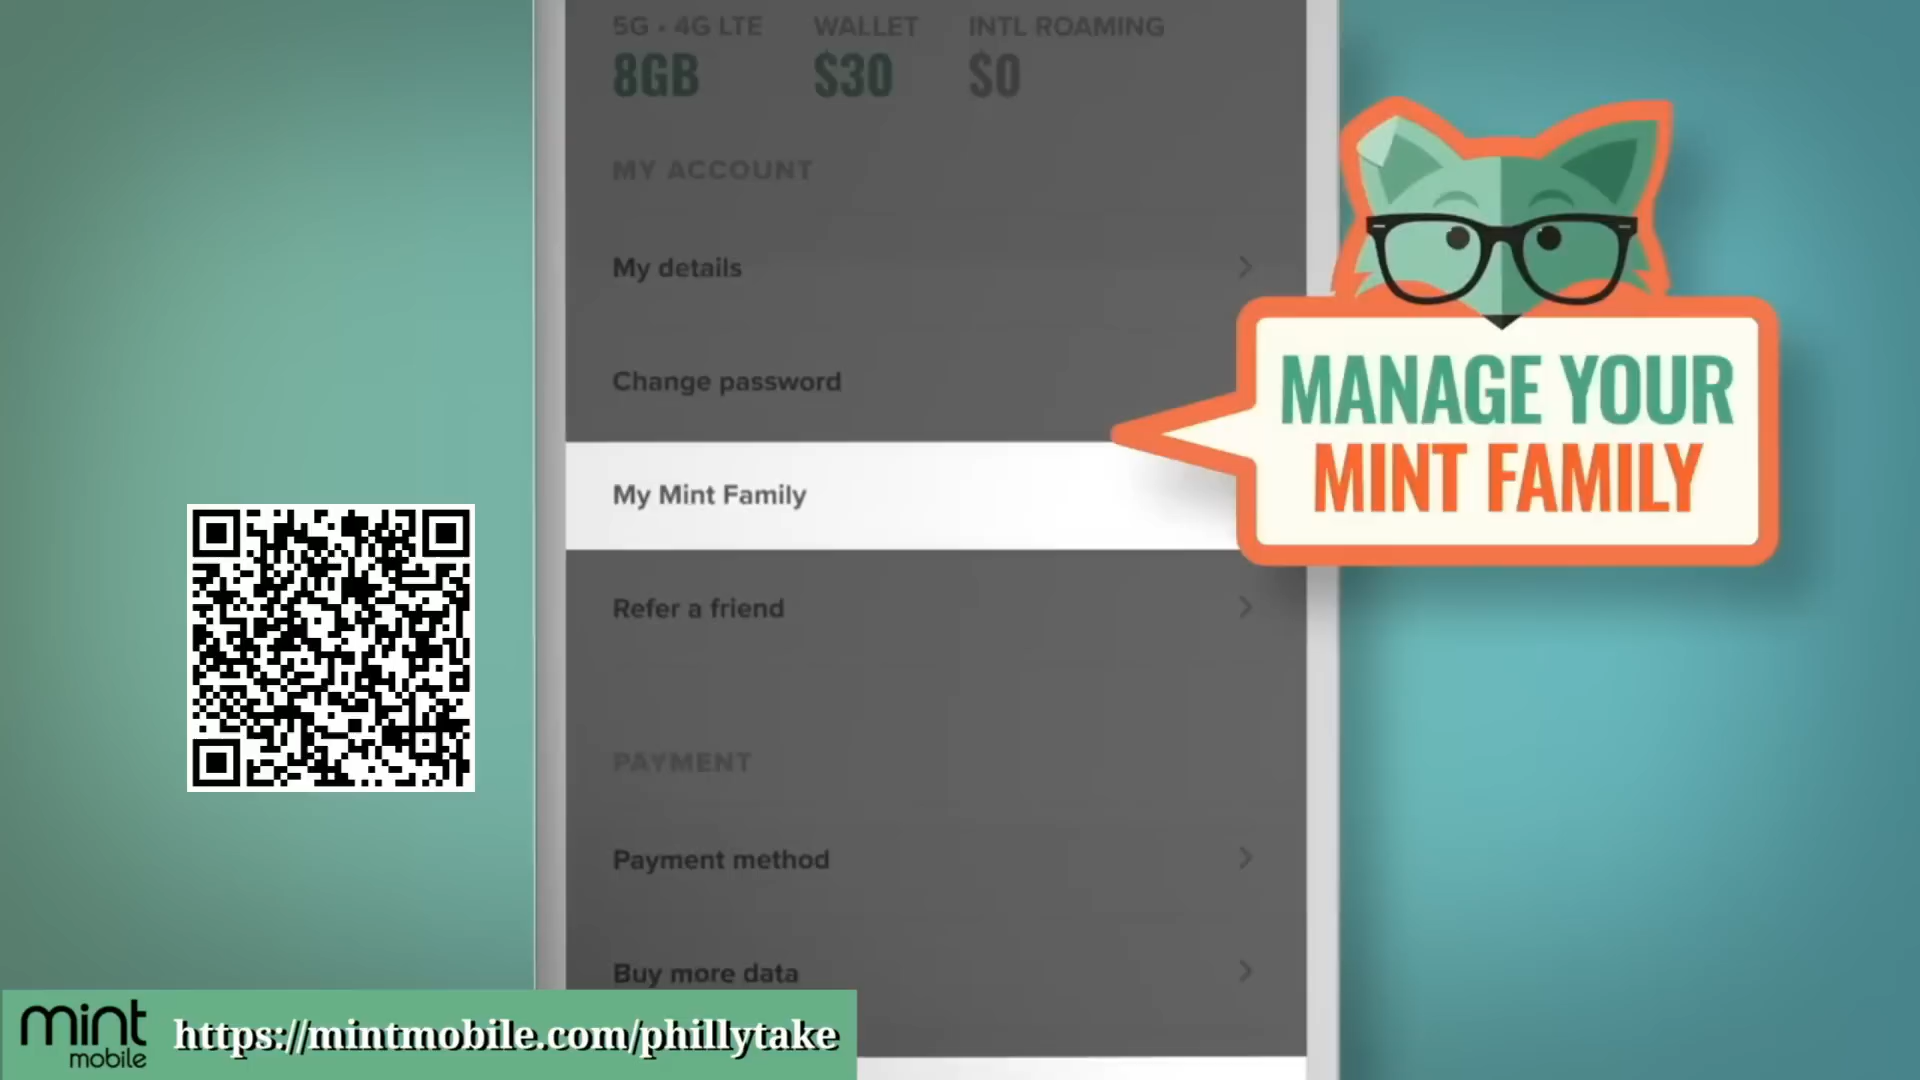 5G • 4G LTE WALLET INTL ROAMING
8GB $30 $0
MY ACCOUNT
My details
Change password
My Mint Family
Refer a friend
PAYMENT
Payment method
Buy more data
MANAGE YOUR
MINT FAMILY
mint
mobile
https://mintmobile.com/phillytake